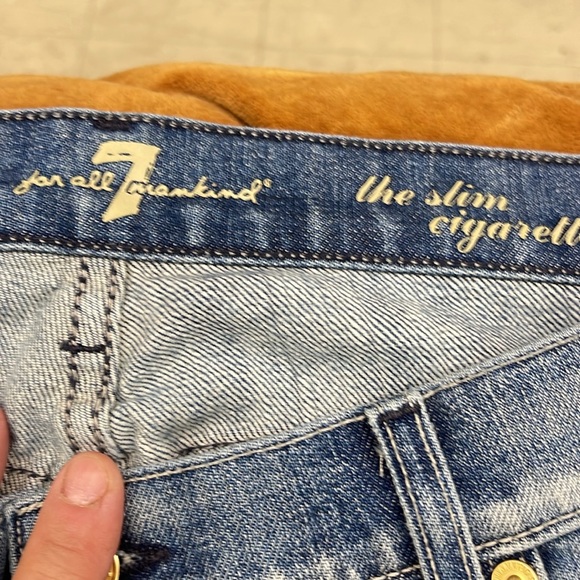 for all 7 mankind®
the slim
cigarett